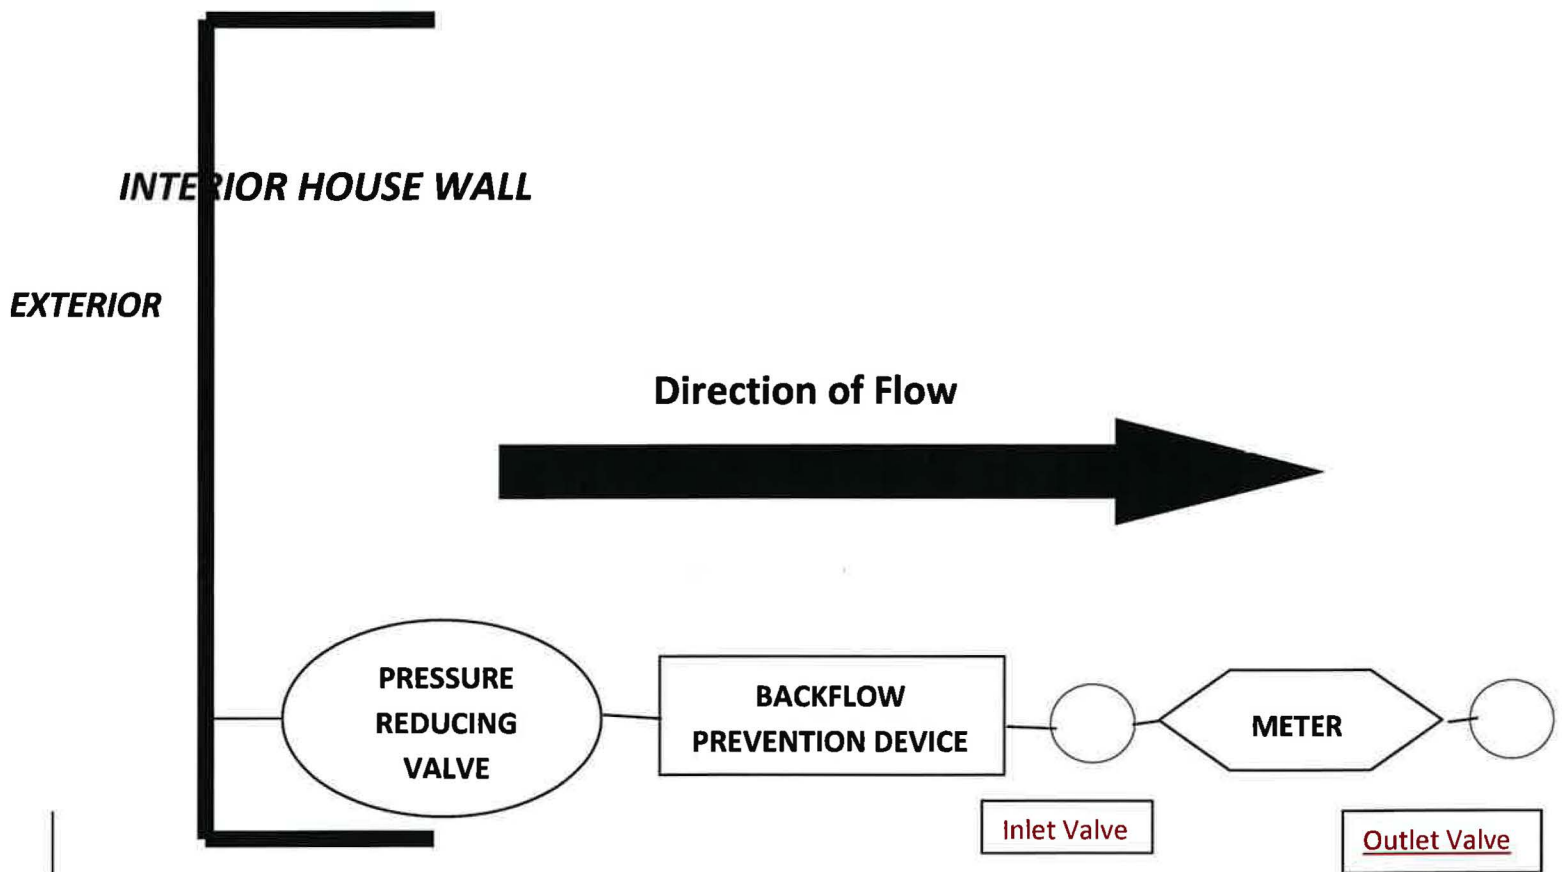 INTERIOR HOUSE WALL
EXTERIOR
Direction of Flow
PRESSURE
REDUCING
VALVE
BACKFLOW
PREVENTION DEVICE
METER
Inlet Valve
Outlet Valve